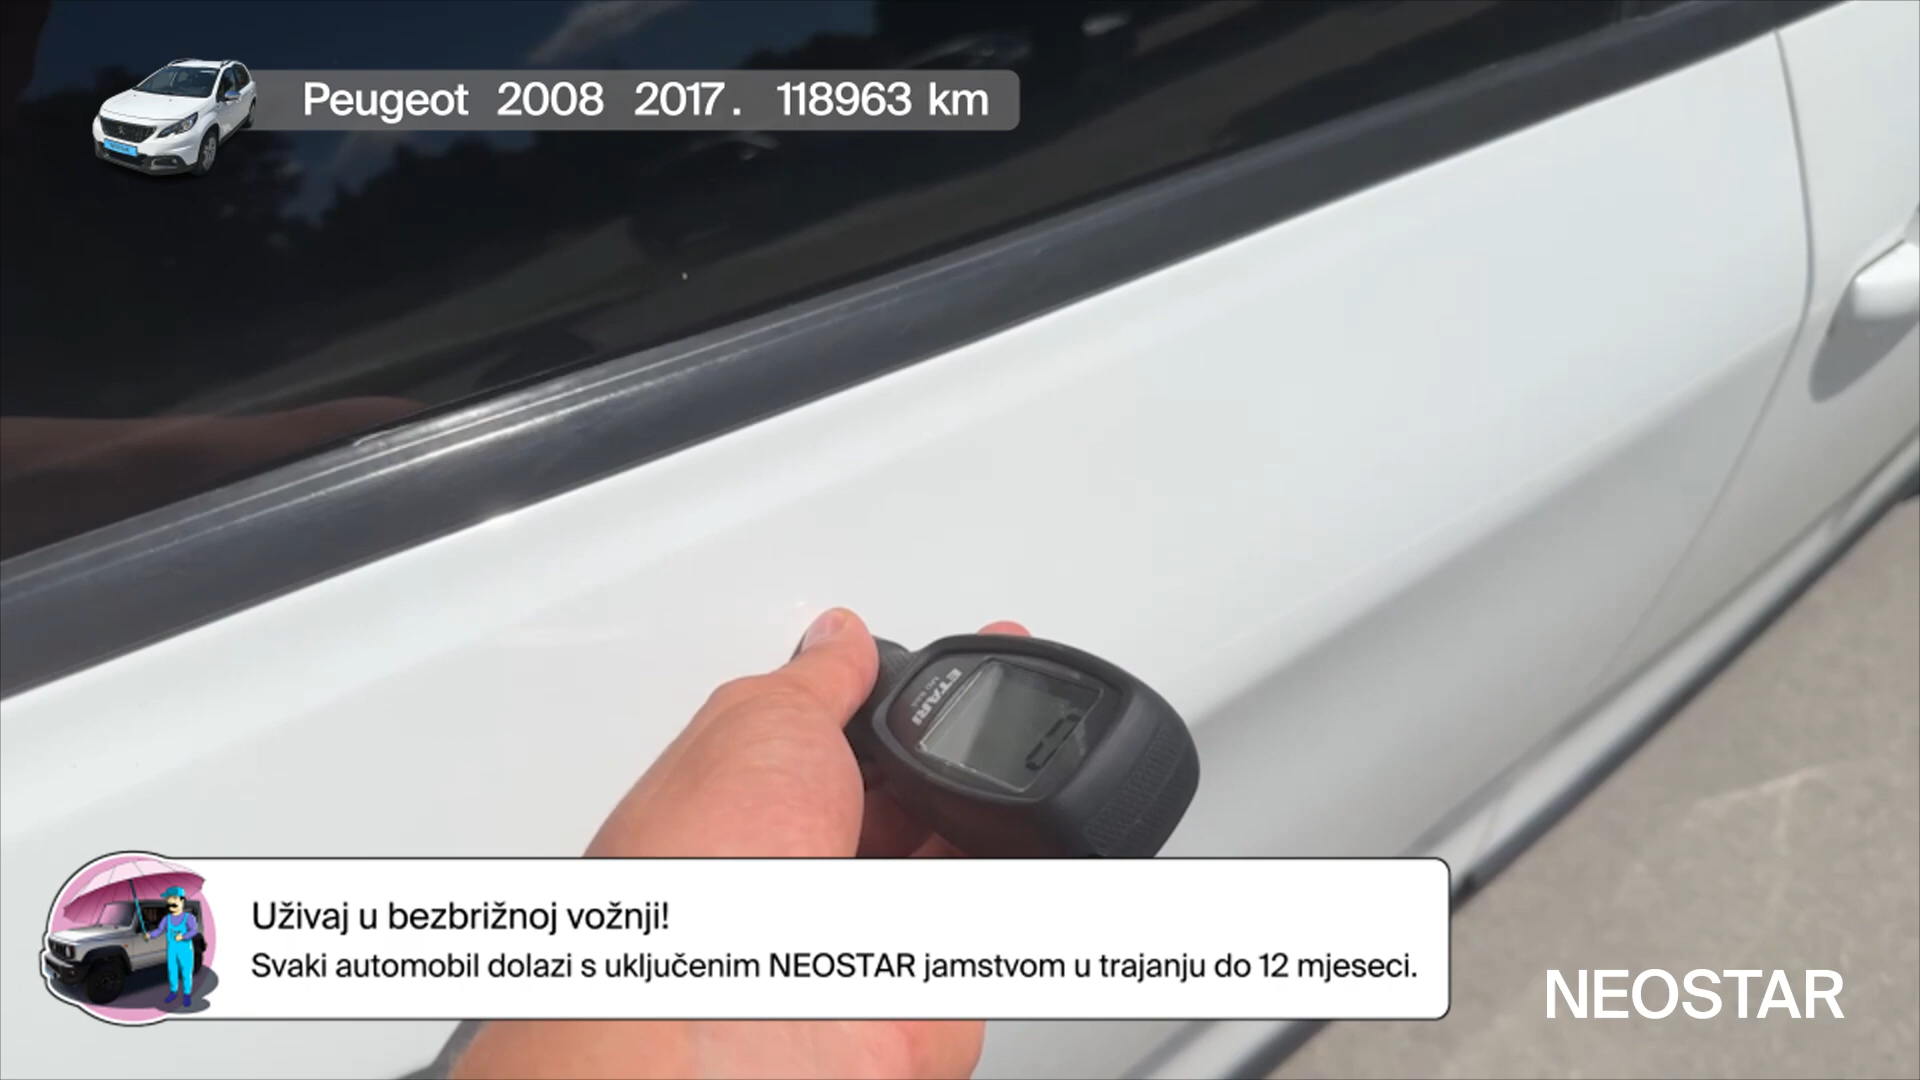 Peugeot 2008 2017. 118963 km
ETARI
Uživaj u bezbrižnoj vožnji!
Svaki automobil dolazi s uključenim NEOSTAR jamstvom u trajanju do 12 mjeseci.
NEOSTAR